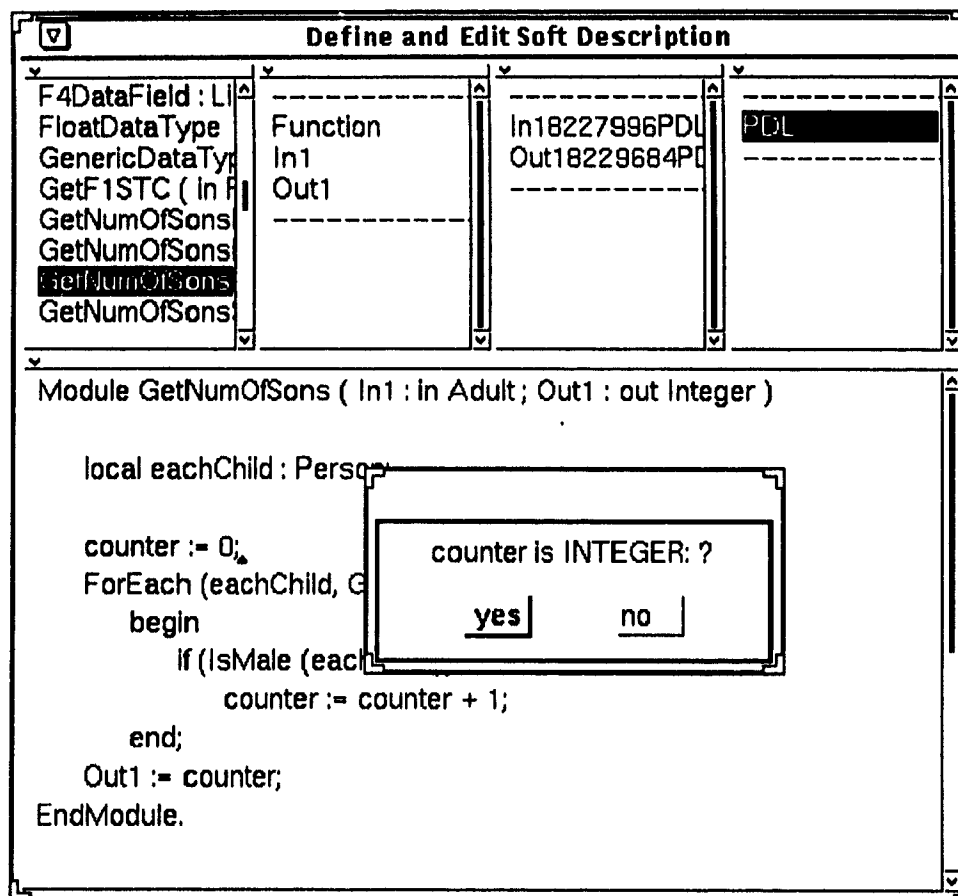 Define and Edit Soft Description
F4DataField : Li
FloatDataType
GenericDataTyp
GetF1STC ( in F
GetNumOfSons
GetNumOfSons
GetNumOfSons
GetNumOfSons
Function
In1
Out1
In18227996PDL
Out18229684PD
PDL
Module GetNumOfSons ( In1 : in Adult ; Out1 : out Integer )
local eachChild : Person
counter := 0;
ForEach (eachChild, G
begin
If (IsMale (each
counter := counter + 1;
end;
Out1 := counter;
EndModule.
counter is INTEGER: ?
yes
no